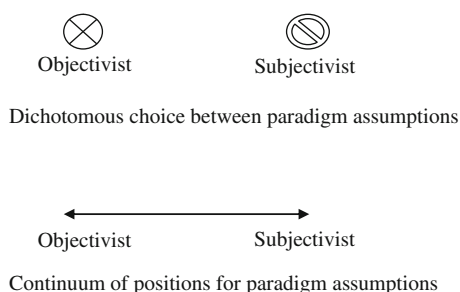 Objectivist Subjectivist
Dichotomous choice between paradigm assumptions
Objectivist Subjectivist
Continuum of positions for paradigm assumptions